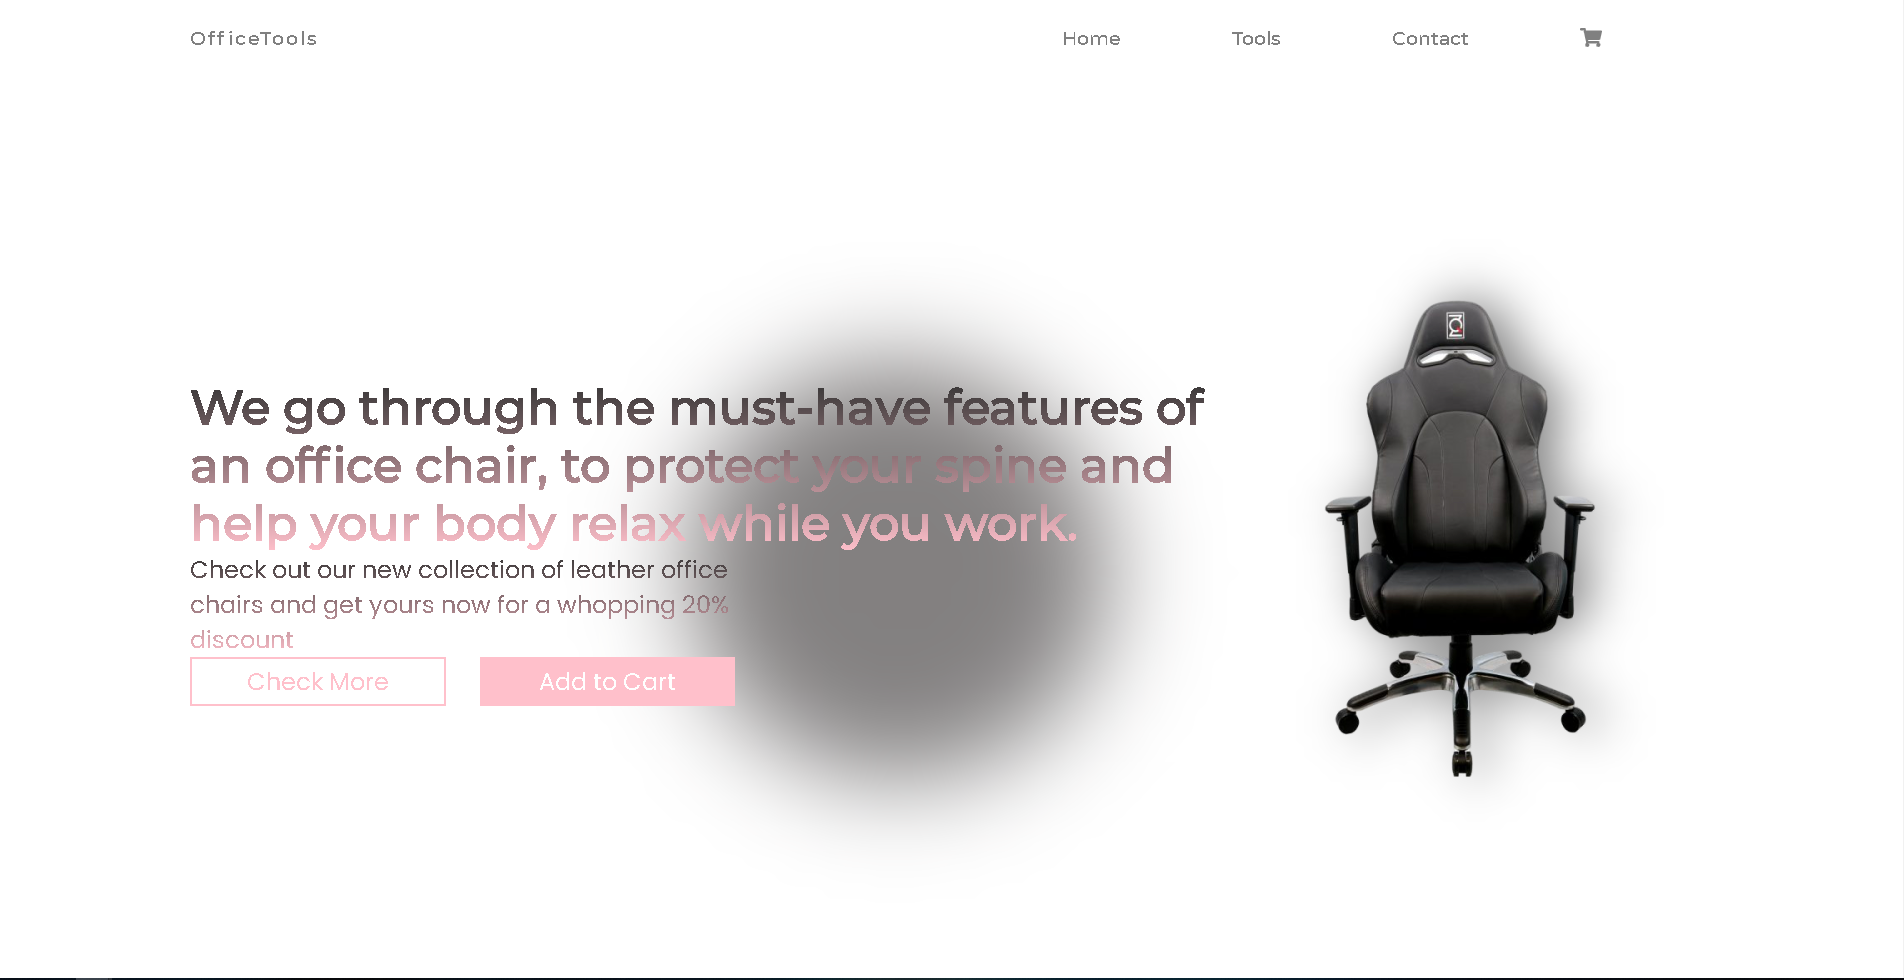 OfficeTools
Home
Tools
Contact
We go through the must-have features of
an office chair, to protect your spine and
help your body relax while you work.
Check out our new collection of leather office
chairs and get yours now for a whopping 20%
discount
Check More
Add to Cart